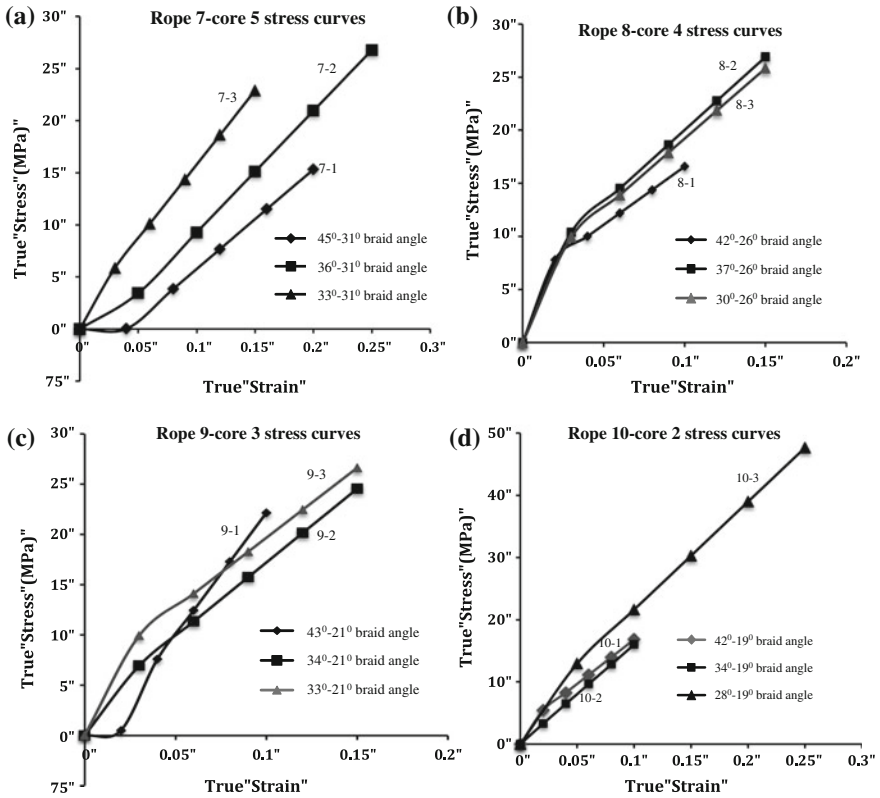 (a)
Rope 7-core 5 stress curves
True"Stress"(MPa)"
30"
25"
20"
15"
10"
5"
0"
75"
7-3
7-2
7-1
45⁰-31⁰ braid angle
36⁰-31⁰ braid angle
33⁰-31⁰ braid angle
0" 0.05" 0.1" 0.15" 0.2" 0.25" 0.3"
True"Strain"
(b)
Rope 8-core 4 stress curves
True"Stress"(MPa)"
30"
25"
20"
15"
10"
5"
0"
8-2
8-3
8-1
42⁰-26⁰ braid angle
37⁰-26⁰ braid angle
30⁰-26⁰ braid angle
0" 0.05" 0.1" 0.15" 0.2"
True"Strain"
(c)
Rope 9-core 3 stress curves
True"Stress"(MPa)"
30"
25"
20"
15"
10"
5"
0"
75"
9-3
9-1
9-2
43⁰-21⁰ braid angle
34⁰-21⁰ braid angle
33⁰-21⁰ braid angle
0" 0.05" 0.1" 0.15" 0.2"
True"Strain"
(d)
Rope 10-core 2 stress curves
True"Stress"(MPa)"
50"
40"
30"
20"
10"
0"
10-3
10-1
10-2
42⁰-19⁰ braid angle
34⁰-19⁰ braid angle
28⁰-19⁰ braid angle
0" 0.05" 0.1" 0.15" 0.2" 0.25" 0.3"
True"Strain"